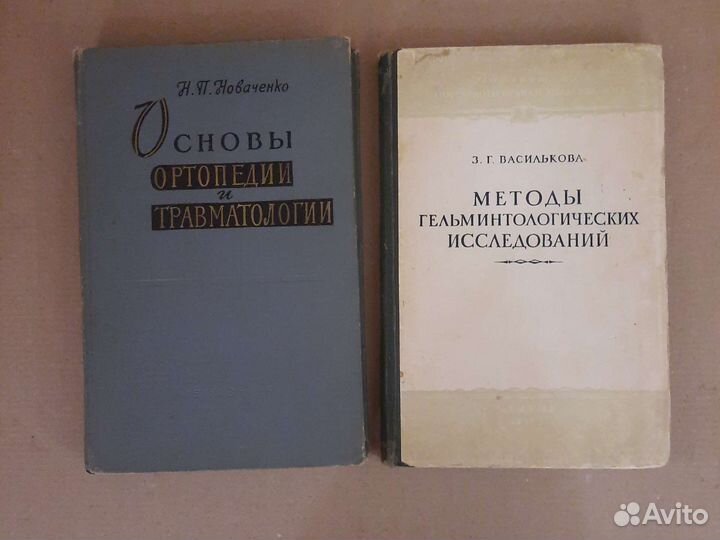 Н. П. Новаченко
Основы
ортопедии
и
травматологии
З. Г. ВАСИЛЬКОВА
МЕТОДЫ
ГЕЛЬМИНТОЛОГИЧЕСКИХ
ИССЛЕДОВАНИЙ
Avito